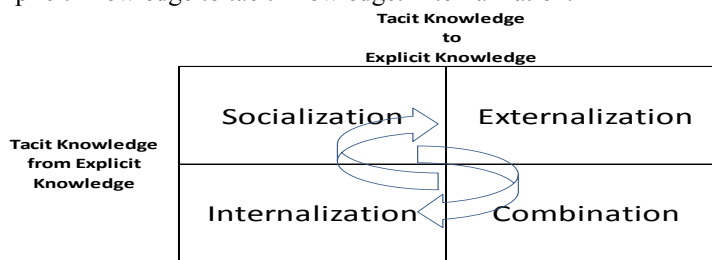 Tacit Knowledge
to
Explicit Knowledge
Socialization
Externalization
Tacit Knowledge
from Explicit
Knowledge
Internalization
Combination